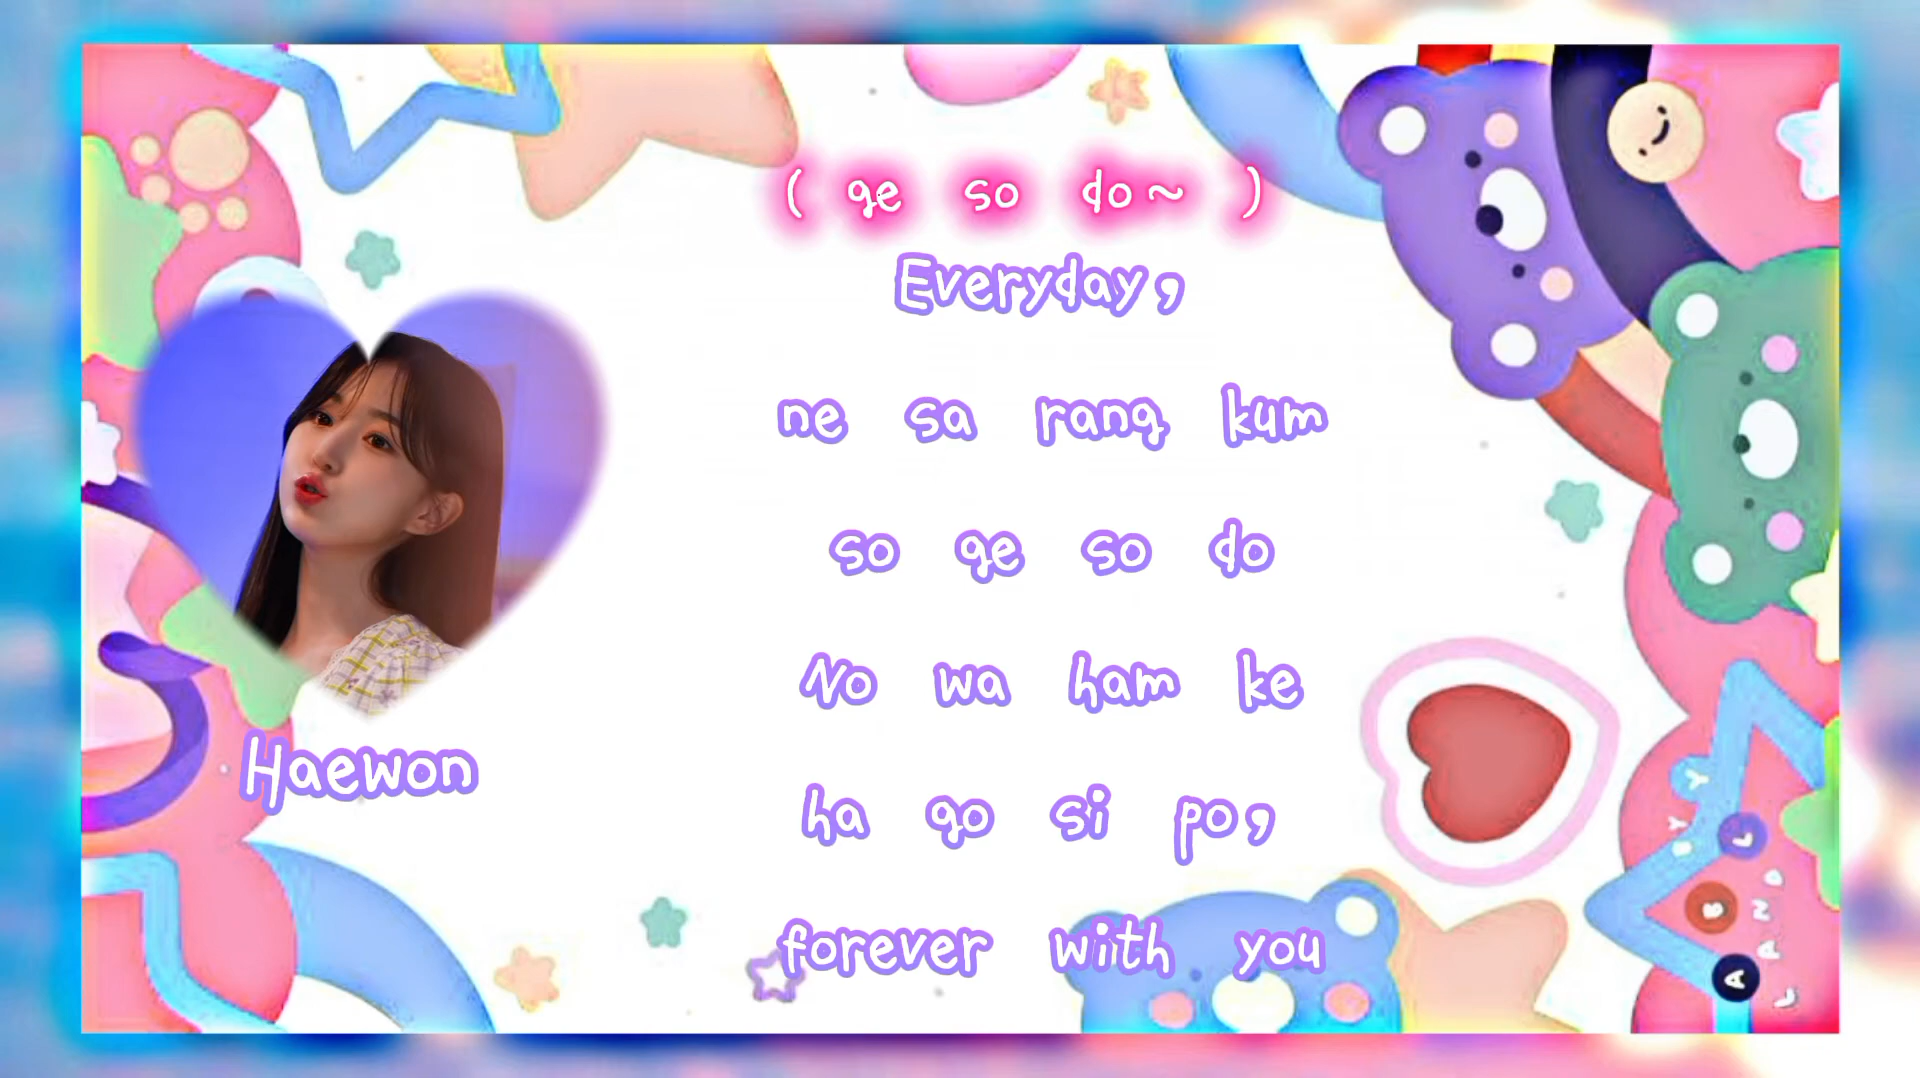 ( ge so do~ )
Everyday,
ne sa rang kum
so ge so do
No wa ham ke
ha go si po,
forever with you
Haewon